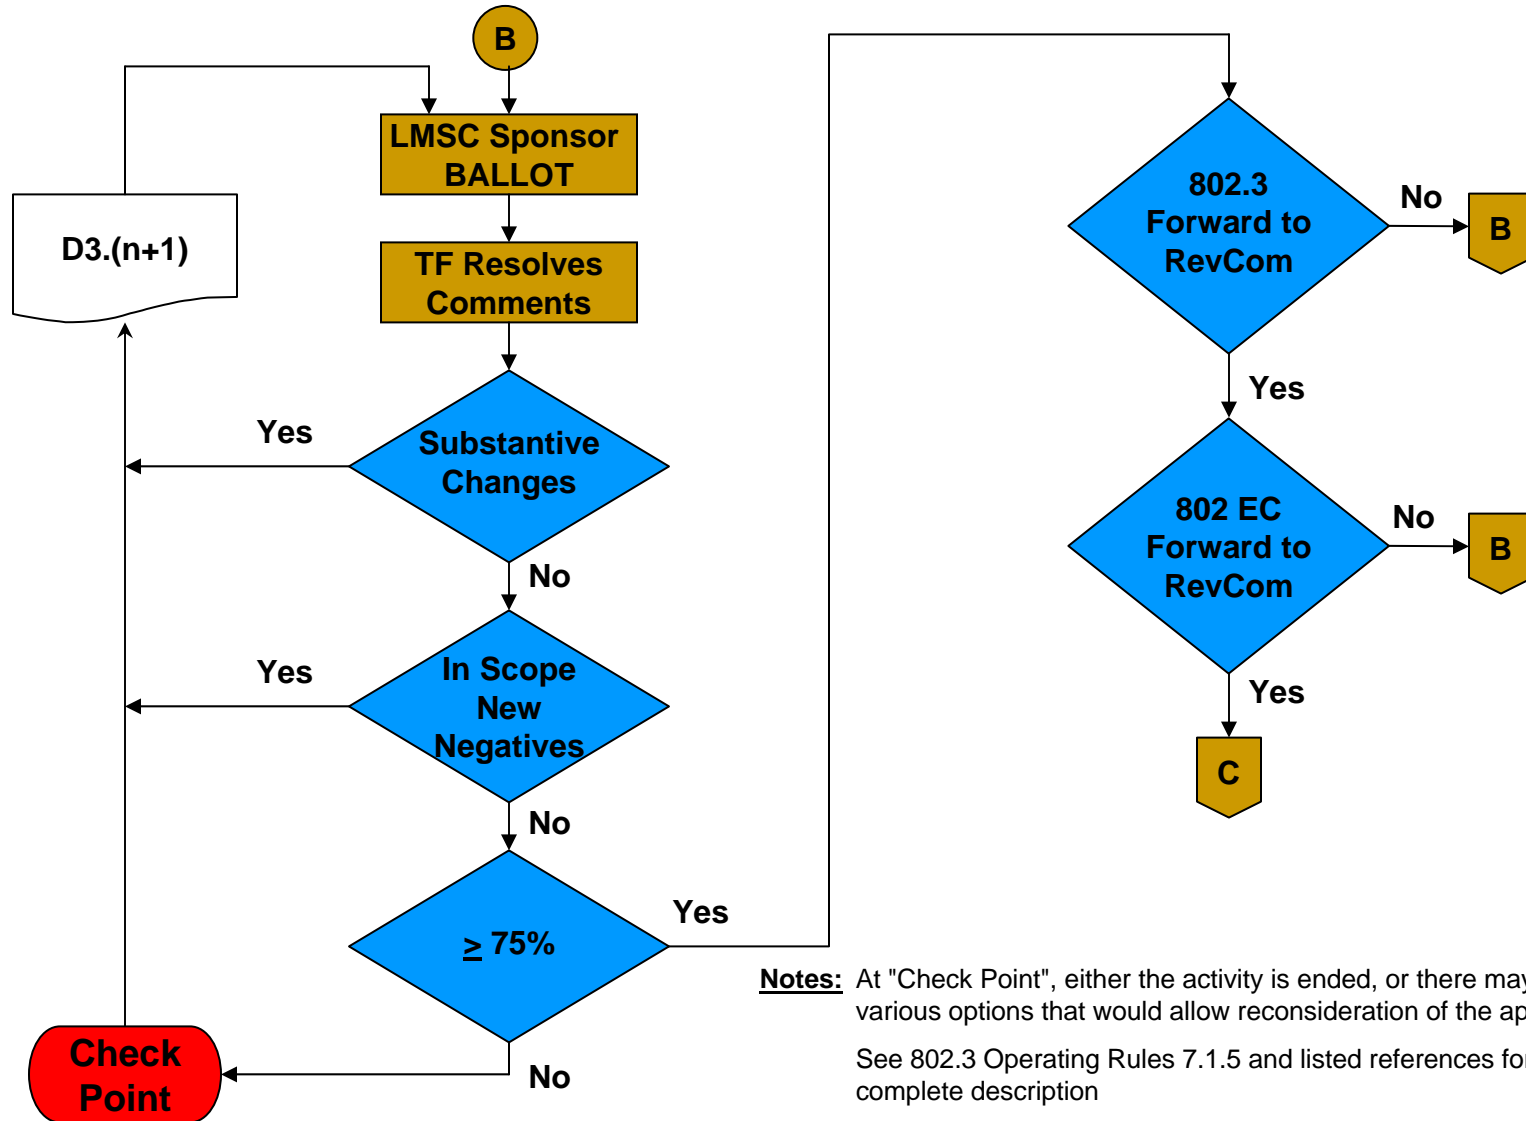 B
LMSC Sponsor
BALLOT
D3.(n+1)
TF Resolves
Comments
Yes
Substantive
Changes
No
Yes
In Scope
New
Negatives
No
≥ 75%
Yes
No
Check
Point
802.3
Forward to
RevCom
No
B
Yes
802 EC
Forward to
RevCom
No
B
Yes
C
Notes: At "Check Point", either the activity is ended, or there may
various options that would allow reconsideration of the
See 802.3 Operating Rules 7.1.5 and listed references for
complete description